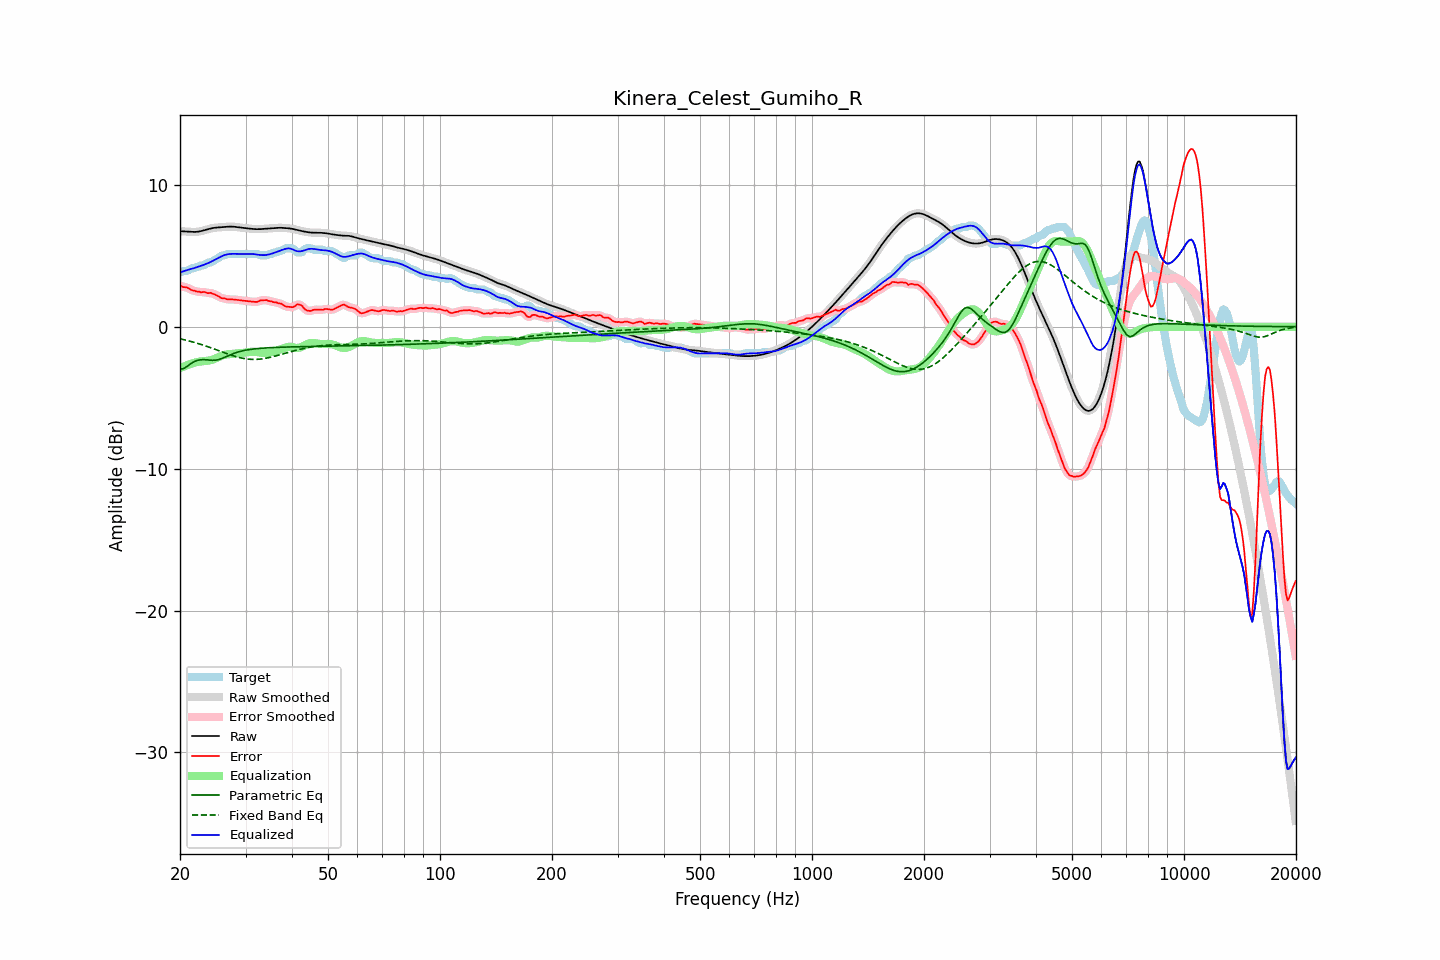 Kinera_Celest_Gumiho_R
Amplitude (dBr)
10
0
−10
−20
−30
Target
Raw Smoothed
Error Smoothed
Raw
Error
Equalization
Parametric Eq
Fixed Band Eq
Equalized
20 50 100 200 500 1000 2000 5000 10000 20000
Frequency (Hz)